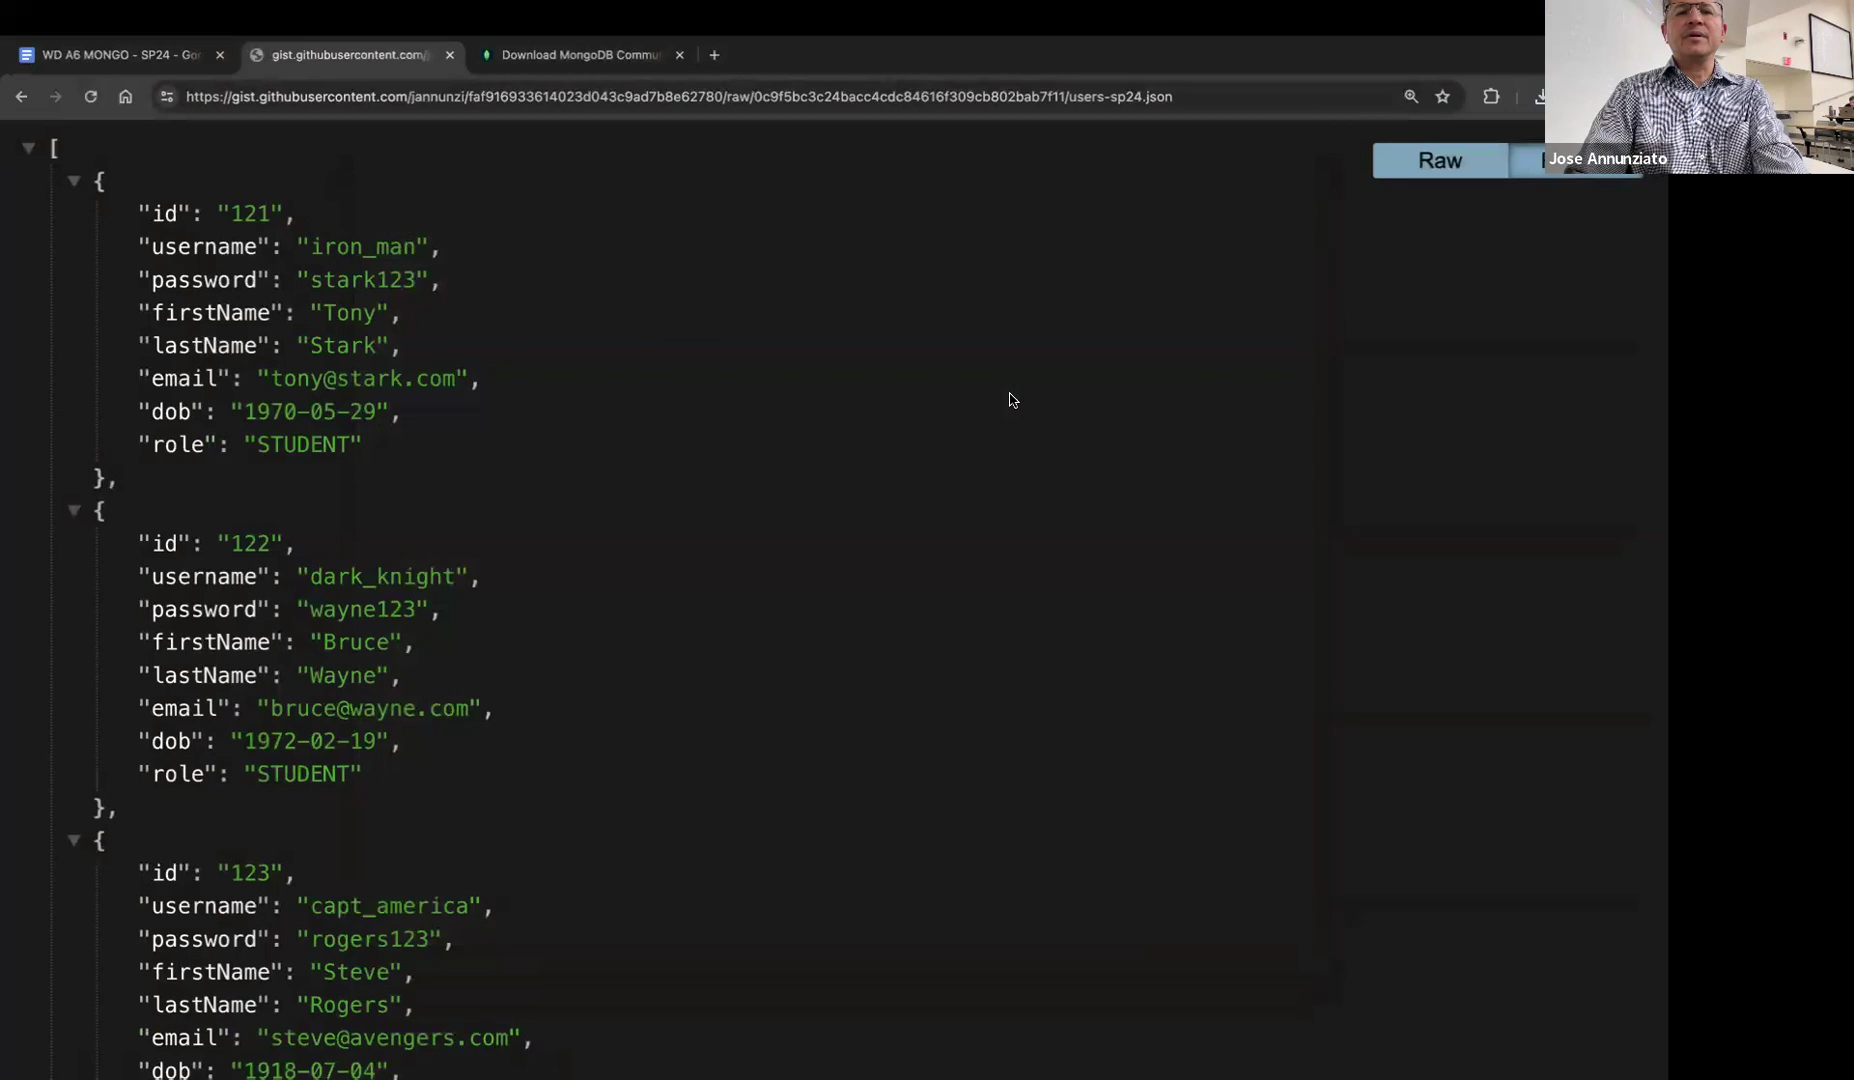 WD A6 MONGO - SP24 - Go
gist.githubusercontent.com/j
Download MongoDB Commu
https://gist.githubusercontent.com/jannunzi/faf916933614023d043c9ad7b8e62780/raw/0c9f5bc3c24bacc4cdc84616f309cb802bab7f11/users-sp24.json
Raw
Jose Annunziato
[
{
"id": "121",
"username": "iron_man",
"password": "stark123",
"firstName": "Tony",
"lastName": "Stark",
"email": "tony@stark.com",
"dob": "1970-05-29",
"role": "STUDENT"
},
{
"id": "122",
"username": "dark_knight",
"password": "wayne123",
"firstName": "Bruce",
"lastName": "Wayne",
"email": "bruce@wayne.com",
"dob": "1972-02-19",
"role": "STUDENT"
},
{
"id": "123",
"username": "capt_america",
"password": "rogers123",
"firstName": "Steve",
"lastName": "Rogers",
"email": "steve@avengers.com",
"dob": "1918-07-04",